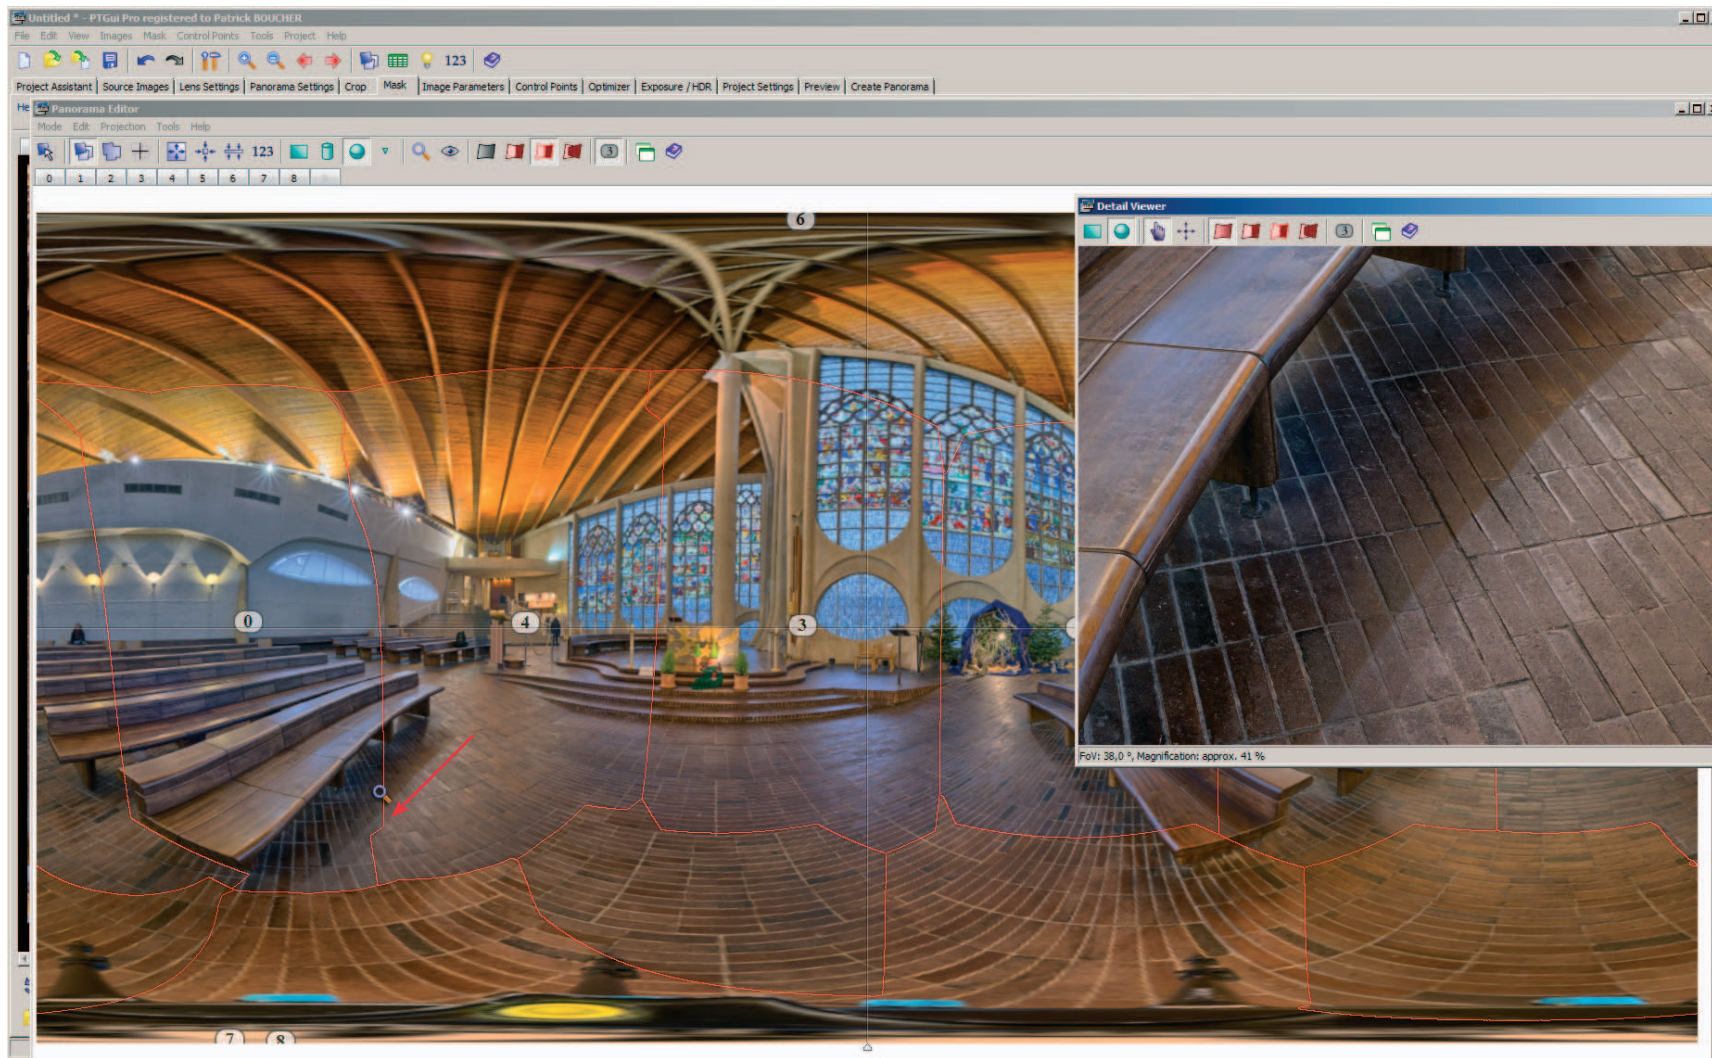 Untitled * - PTGui Pro registered to Patrick BOUCHER
File Edit View Images Mask Control Points Tools Project Help
123
Project Assistant Source Images Lens Settings Panorama Settings Crop Mask Image Parameters Control Points Optimizer Exposure / HDR Project Settings Preview Create Panorama
He
Panorama Editor
Mode Edit Projection Tools Help
123
3
0 1 2 3 4 5 6 7 8
6
Detail Viewer
3
0
4
3
FoV: 38,0 °, Magnification: approx. 41 %
7
8